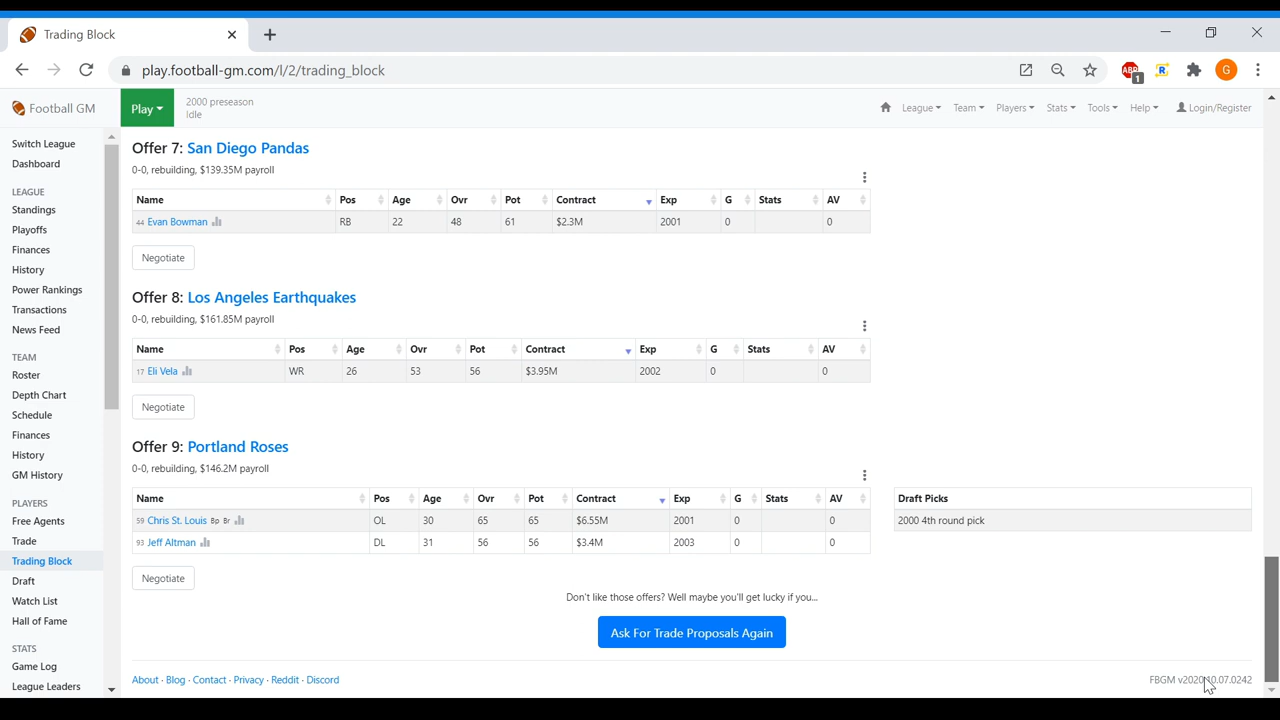 Trading Block
play.football-gm.com/l/2/trading_block
ABP 1
R
G
Football GM
Play
2000 preseason
Idle
League Team Players Stats Tools Help Login/Register
Switch League
Dashboard
LEAGUE
Standings
Playoffs
Finances
History
Power Rankings
Transactions
News Feed
TEAM
Roster
Depth Chart
Schedule
Finances
History
GM History
PLAYERS
Free Agents
Trade
Trading Block
Draft
Watch List
Hall of Fame
STATS
Game Log
League Leaders
Offer 7: San Diego Pandas
0-0, rebuilding, $139.35M payroll
Name Pos Age Ovr Pot Contract Exp G Stats AV
44 Evan Bowman RB 22 48 61 $2.3M 2001 0 0
Negotiate
Offer 8: Los Angeles Earthquakes
0-0, rebuilding, $161.85M payroll
Name Pos Age Ovr Pot Contract Exp G Stats AV
17 Eli Vela WR 26 53 56 $3.95M 2002 0 0
Negotiate
Offer 9: Portland Roses
0-0, rebuilding, $146.2M payroll
Name Pos Age Ovr Pot Contract Exp G Stats AV Draft Picks
59 Chris St. Louis Bp Br OL 30 65 65 $6.55M 2001 0 0 2000 4th round pick
93 Jeff Altman DL 31 56 56 $3.4M 2003 0 0
Negotiate
Don't like those offers? Well maybe you'll get lucky if you...
Ask For Trade Proposals Again
About · Blog · Contact · Privacy · Reddit · Discord
FBGM v2020.10.07.0242